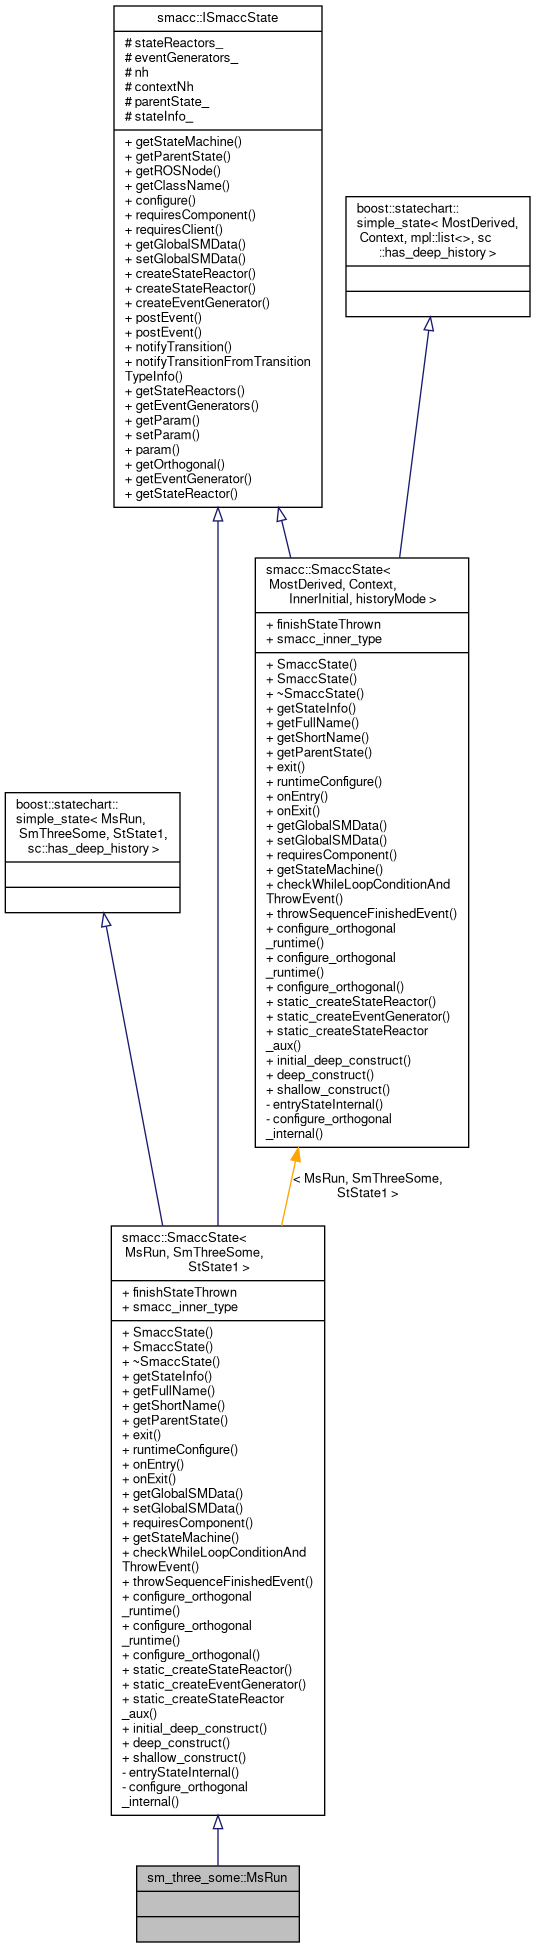 smacc::ISmaccState
# stateReactors_
# eventGenerators_
# nh
# contextNh
# parentState_
# stateInfo_
+ getStateMachine()
+ getParentState()
+ getROSNode()
+ getClassName()
+ configure()
+ requiresComponent()
+ requiresClient()
+ getGlobalSMData()
+ setGlobalSMData()
+ createStateReactor()
+ createStateReactor()
+ createEventGenerator()
+ postEvent()
+ postEvent()
+ notifyTransition()
+ notifyTransitionFromTransition
TypeInfo()
+ getStateReactors()
+ getEventGenerators()
+ getParam()
+ setParam()
+ param()
+ getOrthogonal()
+ getEventGenerator()
+ getStateReactor()
boost::statechart::
simple_state< MostDerived,
Context, mpl::list<>, sc
::has_deep_history >
smacc::SmaccState<
MostDerived, Context,
InnerInitial, historyMode >
+ finishStateThrown
+ smacc_inner_type
+ SmaccState()
+ SmaccState()
+ ~SmaccState()
+ getStateInfo()
+ getFullName()
+ getShortName()
+ getParentState()
+ exit()
+ runtimeConfigure()
+ onEntry()
+ onExit()
+ getGlobalSMData()
+ setGlobalSMData()
+ requiresComponent()
+ getStateMachine()
+ checkWhileLoopConditionAnd
ThrowEvent()
+ throwSequenceFinishedEvent()
+ configure_orthogonal
_runtime()
+ configure_orthogonal
_runtime()
+ configure_orthogonal()
+ static_createStateReactor()
+ static_createEventGenerator()
+ static_createStateReactor
_aux()
+ initial_deep_construct()
+ deep_construct()
+ shallow_construct()
- entryStateInternal()
- configure_orthogonal
_internal()
boost::statechart::
simple_state< MsRun,
SmThreeSome, StState1,
sc::has_deep_history >
< MsRun, SmThreeSome,
StState1 >
smacc::SmaccState<
MsRun, SmThreeSome,
StState1 >
+ finishStateThrown
+ smacc_inner_type
+ SmaccState()
+ SmaccState()
+ ~SmaccState()
+ getStateInfo()
+ getFullName()
+ getShortName()
+ getParentState()
+ exit()
+ runtimeConfigure()
+ onEntry()
+ onExit()
+ getGlobalSMData()
+ setGlobalSMData()
+ requiresComponent()
+ getStateMachine()
+ checkWhileLoopConditionAnd
ThrowEvent()
+ throwSequenceFinishedEvent()
+ configure_orthogonal
_runtime()
+ configure_orthogonal
_runtime()
+ configure_orthogonal()
+ static_createStateReactor()
+ static_createEventGenerator()
+ static_createStateReactor
_aux()
+ initial_deep_construct()
+ deep_construct()
+ shallow_construct()
- entryStateInternal()
- configure_orthogonal
_internal()
sm_three_some::MsRun